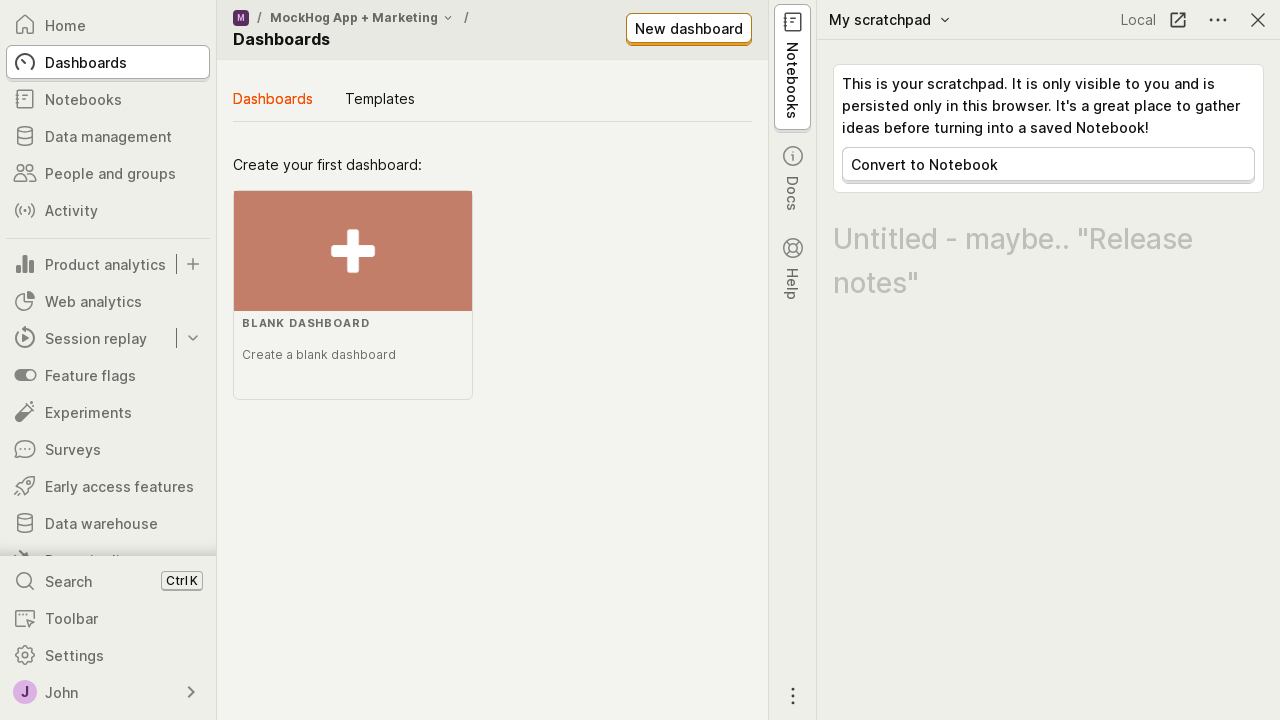 Home
Dashboards
Notebooks
Data management
People and groups
Activity
Product analytics
Web analytics
Session replay
Feature flags
Experiments
Surveys
Early access features
Data warehouse
Search
Ctrl K
Toolbar
Settings
J
John
M / MockHog App + Marketing /
Dashboards
New dashboard
Dashboards
Templates
Create your first dashboard:
BLANK DASHBOARD
Create a blank dashboard
Notebooks
Docs
Help
My scratchpad
Local
This is your scratchpad. It is only visible to you and is
persisted only in this browser. It's a great place to gather
ideas before turning into a saved Notebook!
Convert to Notebook
Untitled - maybe.. "Release
notes"